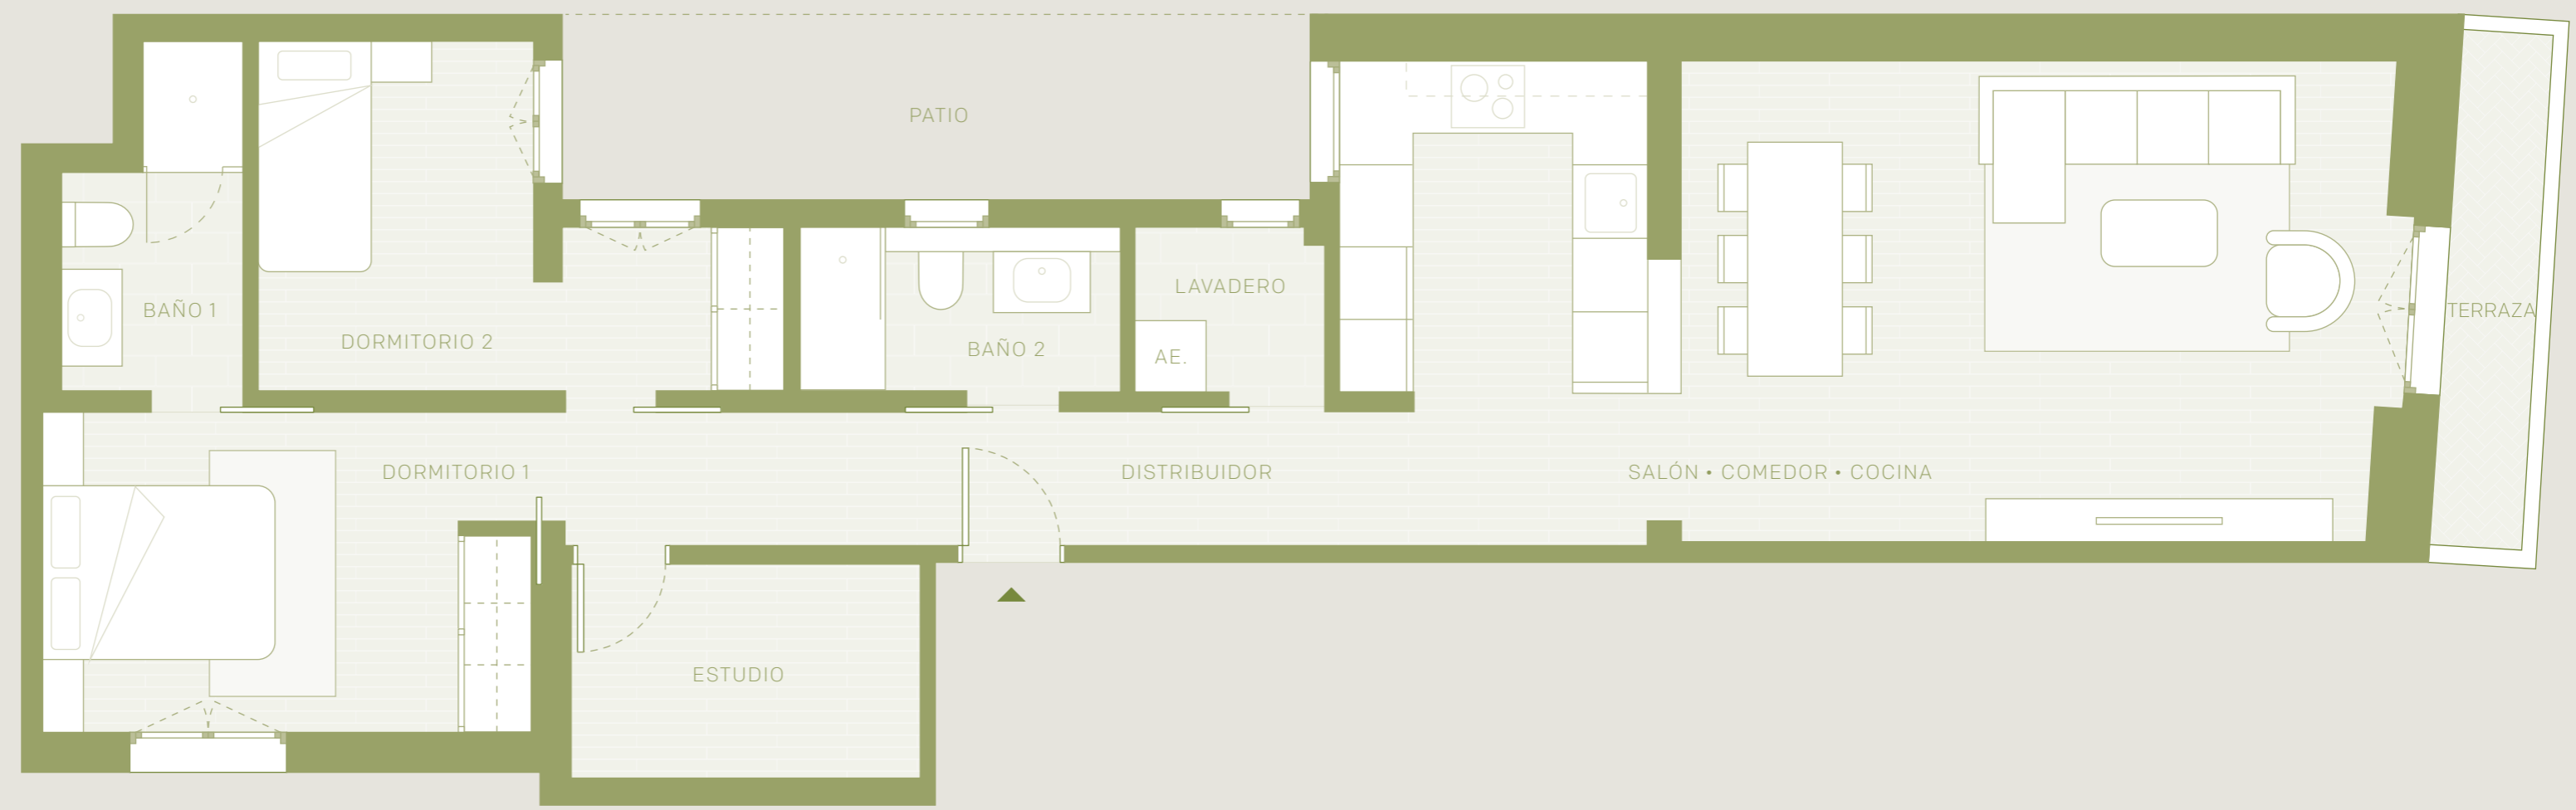 PATIO
LAVADERO
BAÑO 1
TERRAZA
DORMITORIO 2
BAÑO 2
AE.
DORMITORIO 1
DISTRIBUIDOR
SALÓN • COMEDOR • COCINA
ESTUDIO